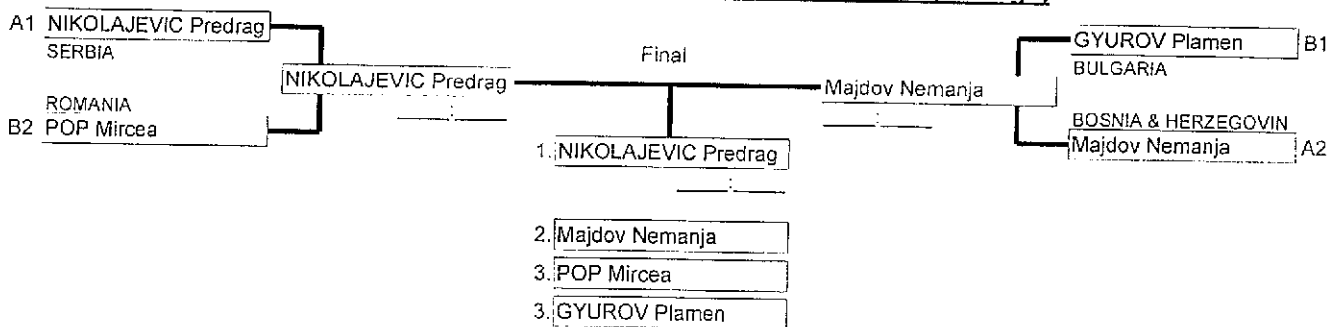 A1 NIKOLAJEVIC Predrag
SERBIA
NIKOLAJEVIC Predrag
:
ROMANIA
B2 POP Mircea
Final
GYUROV Plamen B1
BULGARIA
Majdov Nemanja
:
BOSNIA & HERZEGOVIN
Majdov Nemanja A2
1. NIKOLAJEVIC Predrag
:
2. Majdov Nemanja
3. POP Mircea
3. GYUROV Plamen